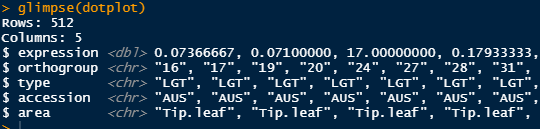 > glimpse(dotplot)
Rows: 512
Columns: 5
$ expression <dbl> 0.07366667, 0.07100000, 17.00000000, 0.17933333,
$ orthogroup <chr> "16", "17", "19", "20", "24", "27", "28", "31",
$ type <chr> "LGT", "LGT", "LGT", "LGT", "LGT", "LGT", "LGT",
$ accession <chr> "AUS", "AUS", "AUS", "AUS", "AUS", "AUS", "AUS",
$ area <chr> "Tip.leaf", "Tip.leaf", "Tip.leaf", "Tip.leaf",
>